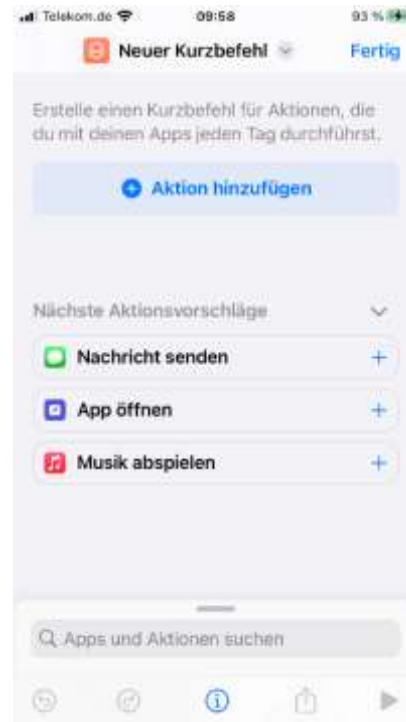 Telekom.de 09:58 93 %
Neuer Kurzbefehl Fertig
Erstelle einen Kurzbefehl für Aktionen, die
du mit deinen Apps jeden Tag durchführst.
Aktion hinzufügen
Nächste Aktionsvorschläge
Nachricht senden
App öffnen
Musik abspielen
Apps und Aktionen suchen